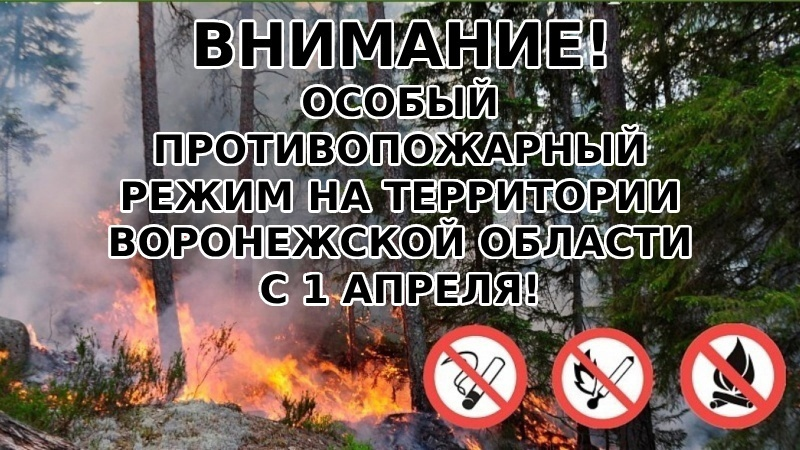 ВНИМАНИЕ!
ОСОБЫЙ
ПРОТИВОПОЖАРНЫЙ
РЕЖИМ НА ТЕРРИТОРИИ
ВОРОНЕЖСКОЙ ОБЛАСТИ
С 1 АПРЕЛЯ!